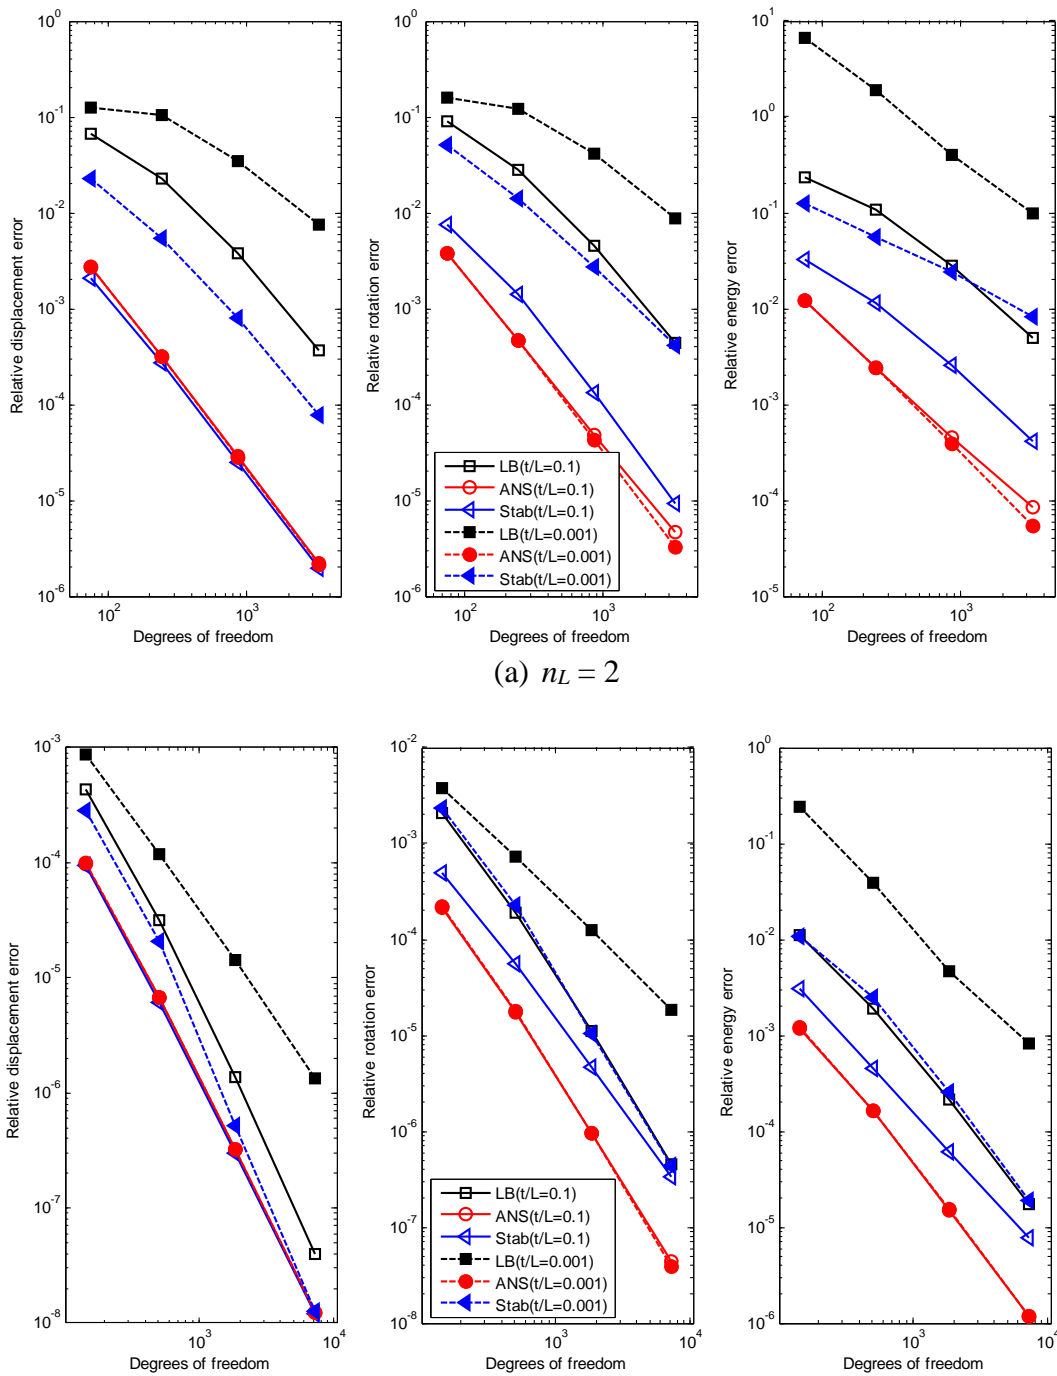 10^0
10^-1
10^-2
10^-3
10^-4
10^-5
10^-6
10^2
10^3
Relative displacement error
Degrees of freedom
10^0
10^-1
10^-2
10^-3
10^-4
10^-5
10^-6
10^2
10^3
Relative rotation error
Degrees of freedom
LB(t/L=0.1)
ANS(t/L=0.1)
Stab(t/L=0.1)
LB(t/L=0.001)
ANS(t/L=0.001)
Stab(t/L=0.001)
10^1
10^0
10^-1
10^-2
10^-3
10^-4
10^-5
10^2
10^3
Relative energy error
Degrees of freedom
(a) n_L = 2
10^-3
10^-4
10^-5
10^-6
10^-7
10^-8
10^3
10^4
Relative displacement error
Degrees of freedom
10^-2
10^-3
10^-4
10^-5
10^-6
10^-7
10^-8
10^3
10^4
Relative rotation error
Degrees of freedom
LB(t/L=0.1)
ANS(t/L=0.1)
Stab(t/L=0.1)
LB(t/L=0.001)
ANS(t/L=0.001)
Stab(t/L=0.001)
10^0
10^-1
10^-2
10^-3
10^-4
10^-5
10^-6
10^3
10^4
Relative energy error
Degrees of freedom